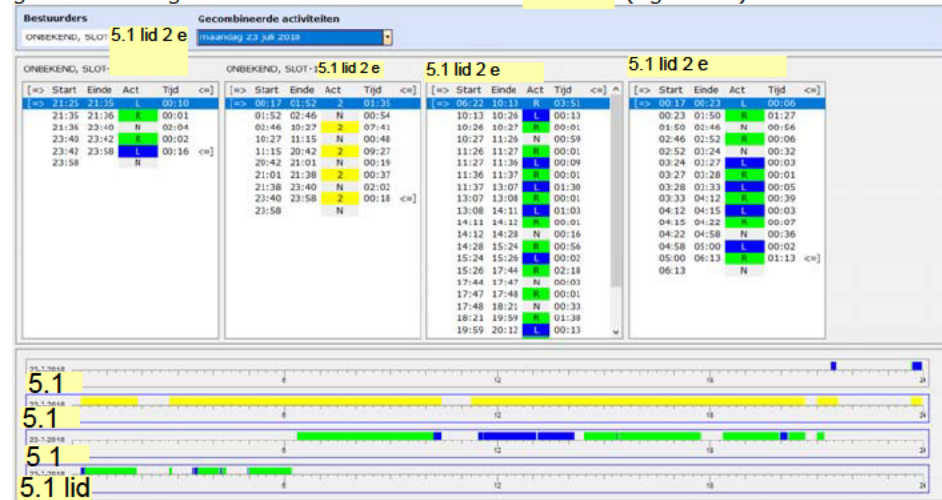 Bestuurders Gecombineerde activiteiten
ONBEKEND, SLOT- 5.1 lid 2 e maandag 23 juli 2018
ONBEKEND, SLOT-
[=> Start Einde Act Tijd <=]
[=> 21:25 21:35 L 00:10
21:35 21:36 R 00:01
21:36 23:40 N 02:04
23:40 23:42 R 00:02
23:42 23:58 L 00:16 <=]
23:58 N
ONBEKEND, SLOT-1 5.1 lid 2 e
[=> Start Einde Act Tijd <=]
[=> 00:17 01:52 2 01:35
01:52 02:46 N 00:54
02:46 10:27 2 07:41
10:27 11:15 N 00:48
11:15 20:42 2 09:27
20:42 21:01 N 00:19
21:01 21:38 2 00:37
21:38 23:40 N 02:02
23:40 23:58 2 00:18 <=]
23:58 N
5.1 lid 2 e
[=> Start Einde Act Tijd <=]
[=> 06:22 10:13 R 03:51
10:13 10:26 L 00:13
10:26 10:27 R 00:01
10:27 11:26 N 00:59
11:26 11:27 R 00:01
11:27 11:36 L 00:09
11:36 11:37 R 00:01
11:37 13:07 L 01:30
13:07 13:08 R 00:01
13:08 14:11 L 01:03
14:11 14:12 R 00:01
14:12 14:28 N 00:16
14:28 15:24 R 00:56
15:24 15:26 L 00:02
15:26 17:44 R 02:18
17:44 17:47 N 00:03
17:47 17:48 R 00:01
17:48 18:21 N 00:33
18:21 19:59 R 01:38
19:59 20:12 L 00:13
5.1 lid 2 e
[=> Start Einde Act Tijd <=]
[=> 00:17 00:23 L 00:06
00:23 01:50 R 01:27
01:50 02:46 N 00:56
02:46 02:52 R 00:06
02:52 03:24 N 00:32
03:24 03:27 L 00:03
03:27 03:28 R 00:01
03:28 03:33 L 00:05
03:33 04:12 R 00:39
04:12 04:15 L 00:03
04:15 04:22 R 00:07
04:22 04:58 N 00:36
04:58 05:00 L 00:02
05:00 06:13 R 01:13 <=]
06:13 N
23-7-2018
5.1 6 12 18 24
23-7-2018
5.1 6 12 18 24
23-7-2018
5 1 6 12 18 24
23-7-2018
5.1 lid 6 12 18 24